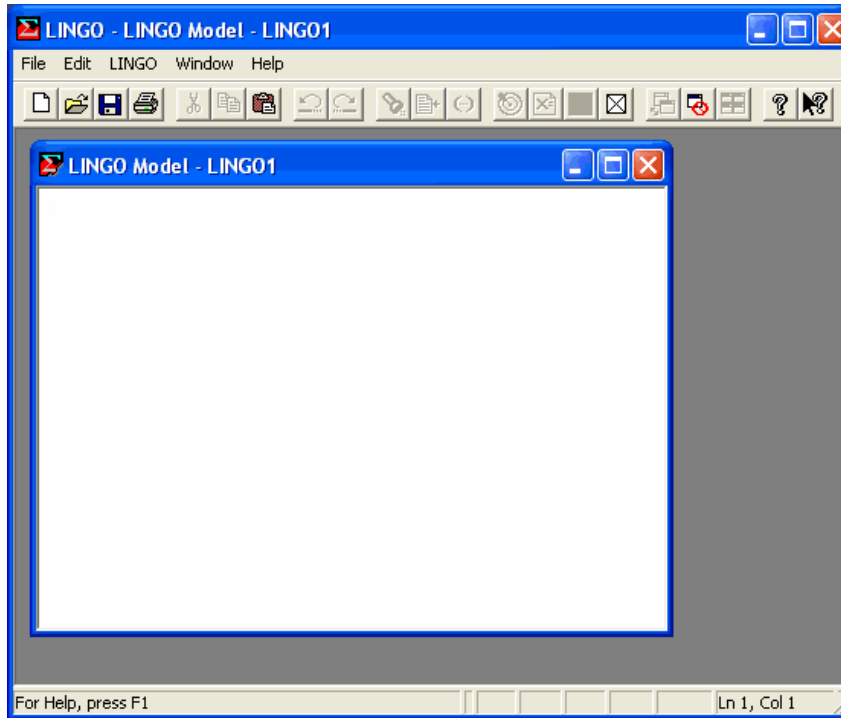 LINGO - LINGO Model - LINGO1
File Edit LINGO Window Help
LINGO Model - LINGO1
For Help, press F1 Ln 1, Col 1